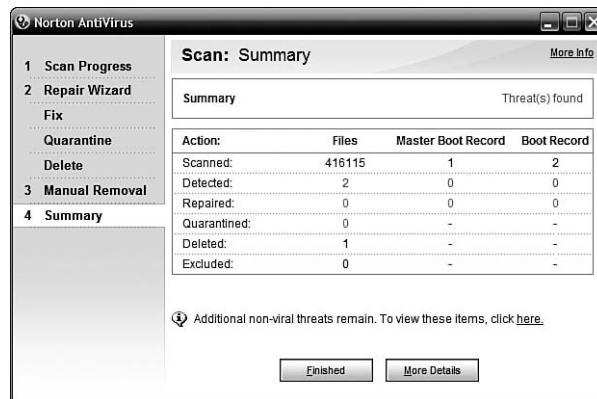 Norton AntiVirus
1 Scan Progress
2 Repair Wizard
Fix
Quarantine
Delete
3 Manual Removal
4 Summary
Scan: Summary
More Info
Summary Threat(s) found
Action: Files Master Boot Record Boot Record
Scanned: 416115 1 2
Detected: 2 0 0
Repaired: 0 0 0
Quarantined: 0 - -
Deleted: 1 - -
Excluded: 0 - -
Additional non-viral threats remain. To view these items, click here.
Finished
More Details